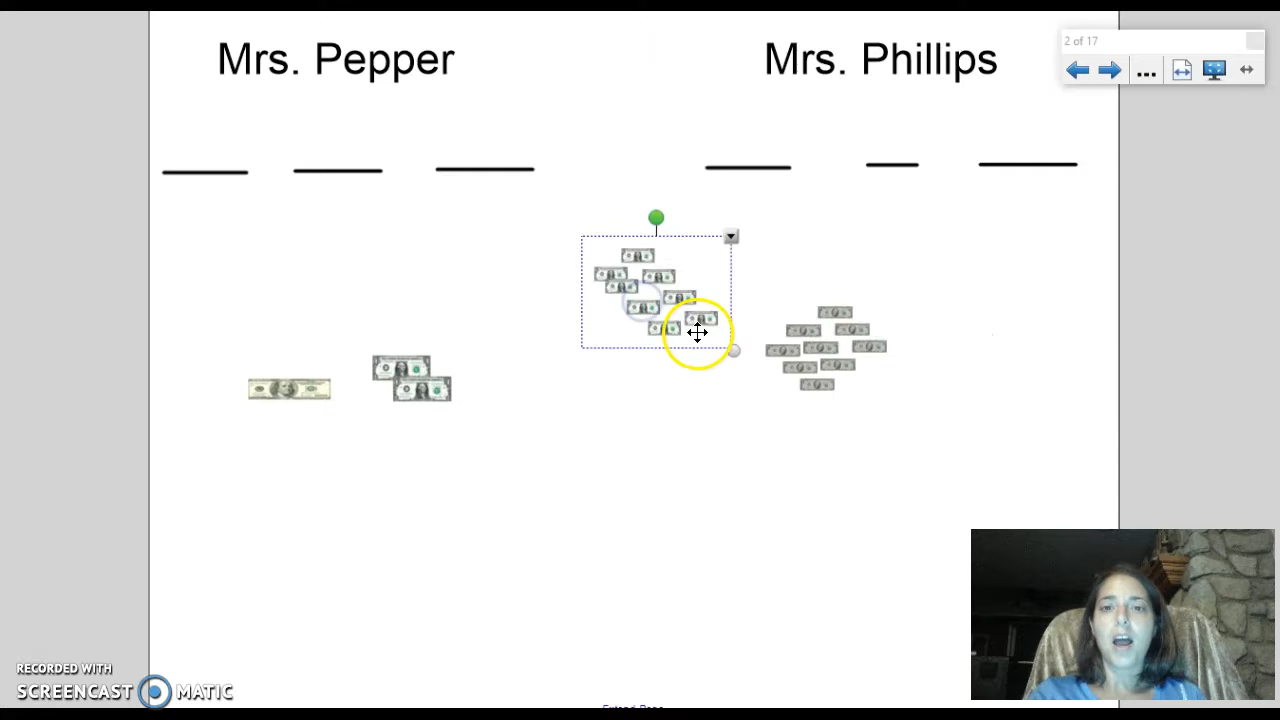 Mrs. Pepper
Mrs. Phillips
2 of 17
RECORDED WITH
SCREENCAST MATIC